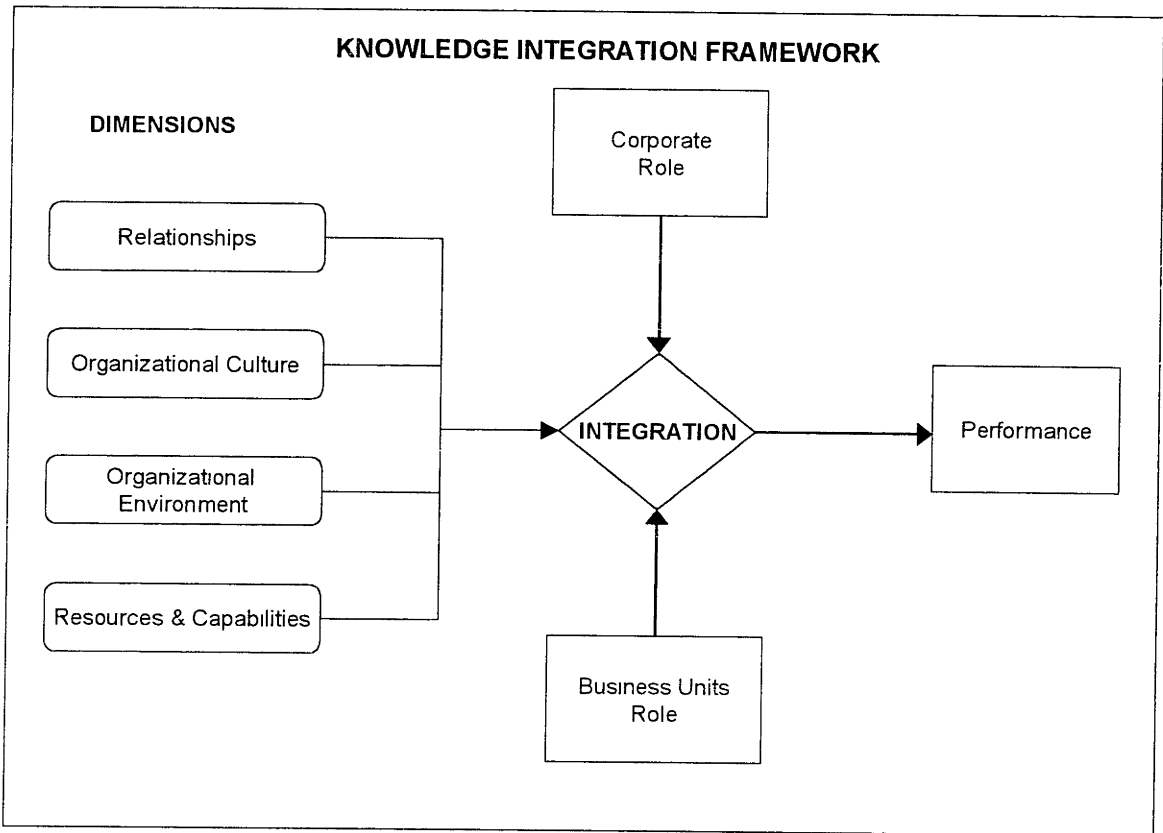 KNOWLEDGE INTEGRATION FRAMEWORK
DIMENSIONS
Corporate
Role
Relationships
Organizational Culture
INTEGRATION
Performance
Organizational
Environment
Resources & Capabilities
Business Units
Role